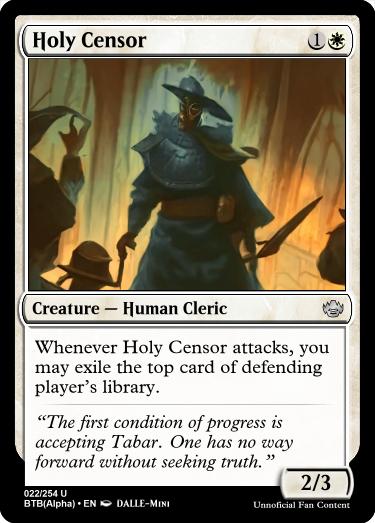 Holy Censor 1
Creature — Human Cleric
Whenever Holy Censor attacks, you
may exile the top card of defending
player's library.
“The first condition of progress is
accepting Tabar. One has no way
forward without seeking truth.”
2/3
022/254 U
BTB(Alpha) • EN DALLE-Mini
Unnoficial Fan Content